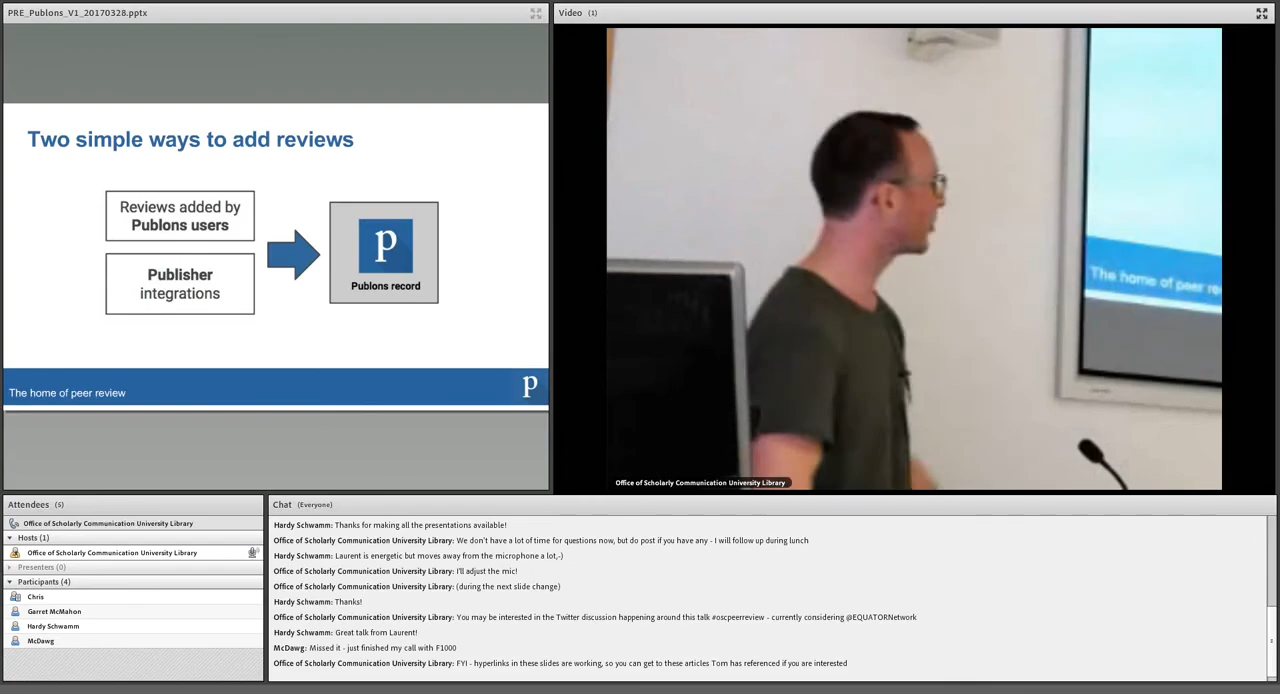 PRE_Publons_V1_20170328.pptx
Two simple ways to add reviews
Reviews added by
Publons users
Publisher
integrations
p
Publons record
The home of peer review
p
Video (1)
The home of peer re
Office of Scholarly Communication University Library
Attendees (5)
Office of Scholarly Communication University Library
Hosts (1)
Office of Scholarly Communication University Library
Presenters (0)
Participants (4)
Chris
Garret McMahon
Hardy Schwamm
McDawg
Chat (Everyone)
Hardy Schwamm: Thanks for making all the presentations available!
Office of Scholarly Communication University Library: We don't have a lot of time for questions now, but do post if you have any - I will follow up during lunch
Hardy Schwamm: Laurent is energetic but moves away from the microphone a lot,-)
Office of Scholarly Communication University Library: I'll adjust the mic!
Office of Scholarly Communication University Library: (during the next slide change)
Hardy Schwamm: Thanks!
Office of Scholarly Communication University Library: You may be interested in the Twitter discussion happening around this talk #oscpeerreview - currently considering @EQUATORNetwork
Hardy Schwamm: Great talk from Laurent!
McDawg: Missed it - just finished my call with F1000
Office of Scholarly Communication University Library: FYI - hyperlinks in these slides are working, so you can get to these articles Tom has referenced if you are interested